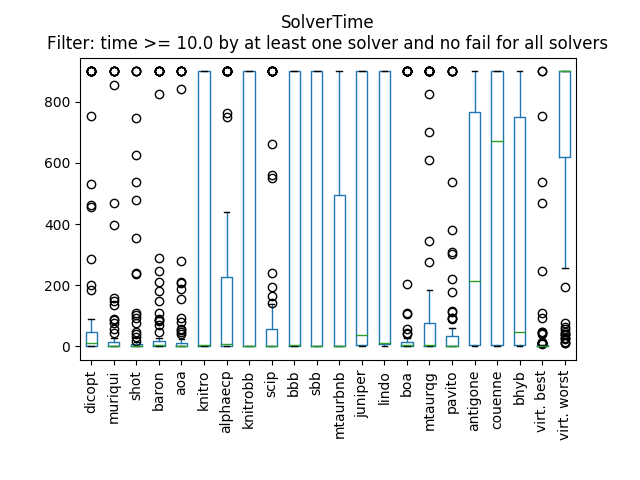 SolverTime
Filter: time >= 10.0 by at least one solver and no fail for all solvers
800
600
400
200
0
dicopt
muriqui
shot
baron
aoa
knitro
alphaecp
knitrobb
scip
bbb
sbb
mtaurbnb
juniper
lindo
boa
mtaurqg
pavito
antigone
couenne
bhyb
virt. best
virt. worst